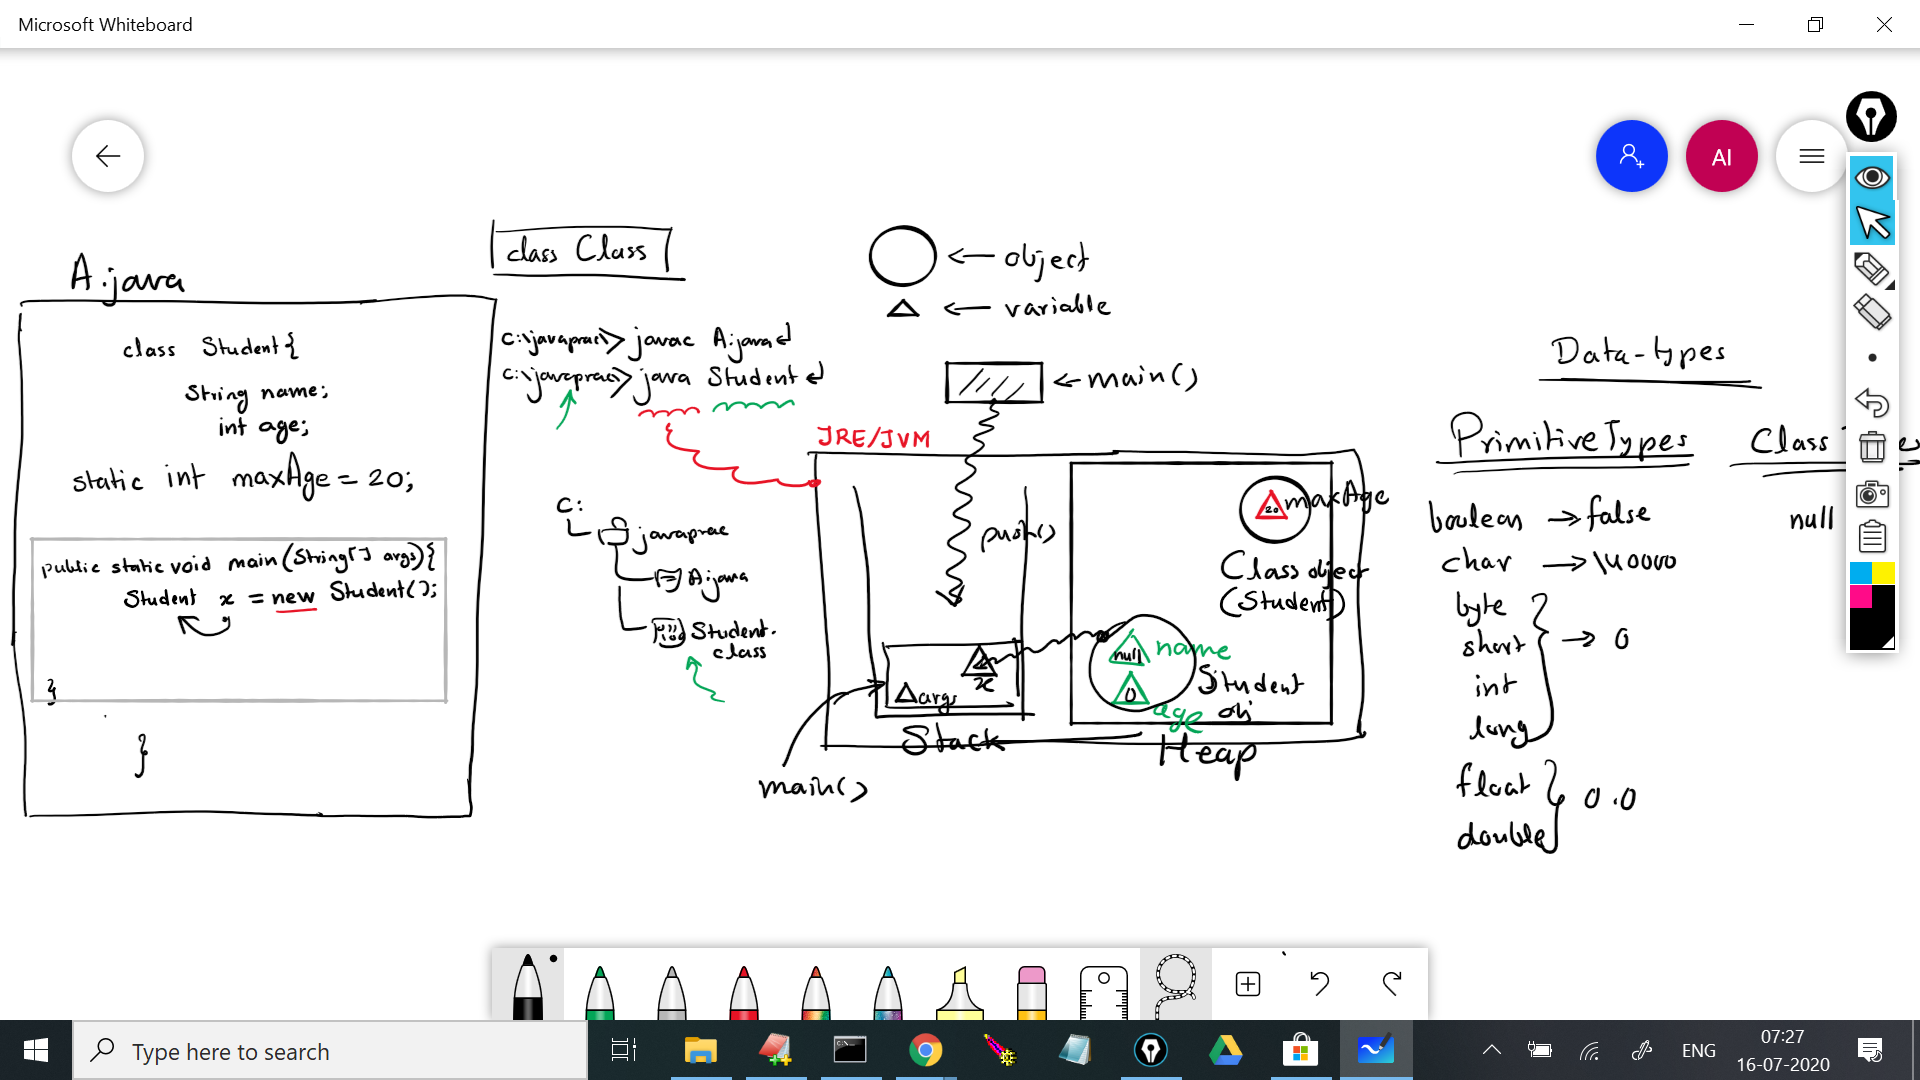 Microsoft Whiteboard
AI
A.java
class Student{
String name;
int age;
static int maxAge = 20;
public static void main(String[] args){
Student x = new Student();
}
}
class Class
c:\javaprac\> javac A.java
c:\javaprac\> java Student
C:
javaprac
A.java
Student.
class
object
variable
main()
JRE/JVM
push()
args
x
Stack
main()
20
maxAge
Class object
(Student)
null
name
0
age
Student
obj
Heap
Data-types
Primitive Types
boolean → false
char → \u0000
byte
short
int
long
→ 0
float
double
0.0
Class
null
Type here to search
ENG
07:27
16-07-2020